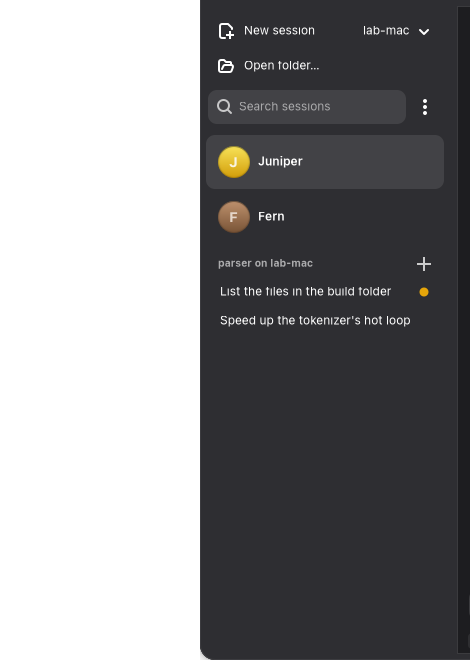 New session lab-mac
Open folder...
Search sessions
J Juniper
F Fern
parser on lab-mac
List the files in the build folder
Speed up the tokenizer's hot loop